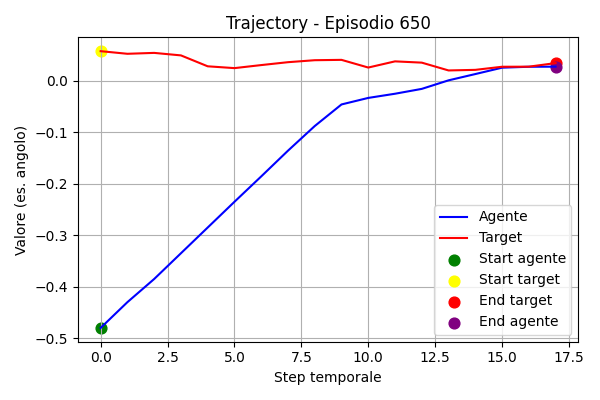 Trajectory - Episodio 650
Valore (es. angolo)
0.0
−0.1
−0.2
−0.3
−0.4
−0.5
Agente
Target
Start agente
Start target
End target
End agente
0.0 2.5 5.0 7.5 10.0 12.5 15.0 17.5
Step temporale